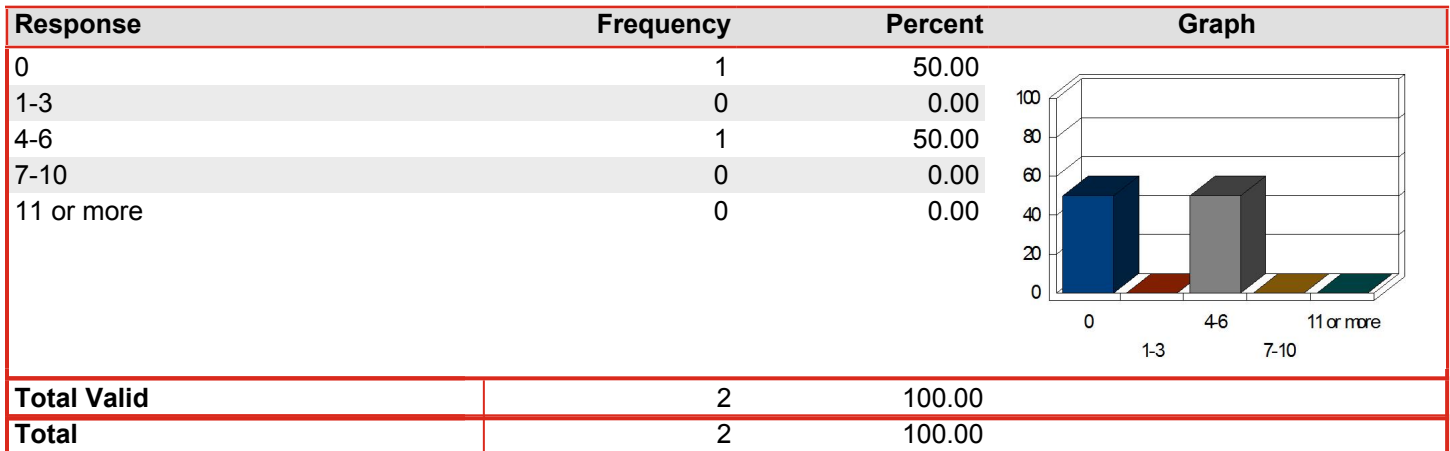 Response Frequency Percent Graph
0 1 50.00
1-3 0 0.00
4-6 1 50.00
7-10 0 0.00
11 or more 0 0.00
100
80
60
40
20
0
0 4-6 11 or more
1-3 7-10
Total Valid 2 100.00
Total 2 100.00